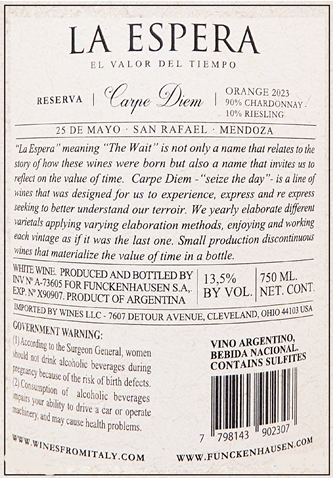 LA ESPERA
EL VALOR DEL TIEMPO
RESERVA | Carpe Diem | ORANGE 2023
90% CHARDONNAY -
10% RIESLING
25 DE MAYO · SAN RAFAEL · MENDOZA
"La Espera" meaning "The Wait" is not only a name that relates to the
story of how these wines were born but also a name that invites us to
reflect on the value of time. Carpe Diem -"seize the day"- is a line of
wines that was designed for us to experience, express and re express
seeking to better understand our terroir. We yearly elaborate different
varietals applying varying elaboration methods, enjoying and working
each vintage as if it was the last one. Small production discontinuous
wines that materialize the value of time in a bottle.
WHITE WINE. PRODUCED AND BOTTLED BY
INV Nº A-73605 FOR FUNCKENHAUSEN S.A,.
EXP. Nº X90907. PRODUCT OF ARGENTINA
13,5%
BY VOL.
750 ML.
NET. CONT.
IMPORTED BY WINES LLC - 7607 DETOUR AVENUE, CLEVELAND, OHIO 44103 USA
GOVERNMENT WARNING:
(1) According to the Surgeon General, women
should not drink alcoholic beverages during
pregnancy because of the risk of birth defects.
(2) Consumption of alcoholic beverages
impairs your ability to drive a car or operate
machinery, and may cause health problems.
WWW.WINESFROMITALY.COM
VINO ARGENTINO,
BEBIDA NACIONAL
CONTAINS SULFITES
7 798143 902307
WWW.FUNCKENHAUSEN.COM